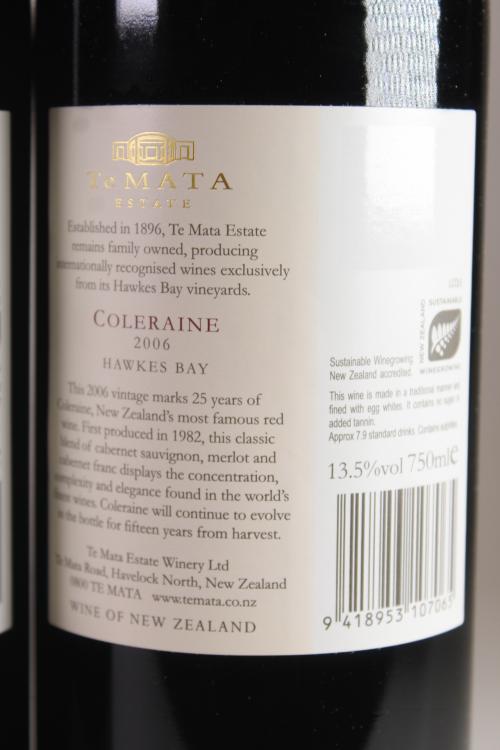 Te MATA
ESTATE
Established in 1896, Te Mata Estate
remains family owned, producing
internationally recognised wines exclusively
from its Hawkes Bay vineyards.
COLERAINE
2006
HAWKES BAY
This 2006 vintage marks 25 years of
Coleraine, New Zealand's most famous red
wine. First produced in 1982, this classic
blend of cabernet sauvignon, merlot and
cabernet franc displays the concentration,
complexity and elegance found in the world's
finest wines. Coleraine will continue to evolve
in the bottle for fifteen years from harvest.
Te Mata Estate Winery Ltd
Te Mata Road, Havelock North, New Zealand
0800 TE MATA www.temata.co.nz
WINE OF NEW ZEALAND
NEW ZEALAND
SUSTAINABLE
WINEGROWING
Sustainable Winegrowing
New Zealand accredited.
This wine is made in a traditional manner and
fined with egg whites. It contains no sugar or
added tannin.
Approx 7.9 standard drinks. Contains sulphites.
13.5%vol 750mle
9 418953 107065